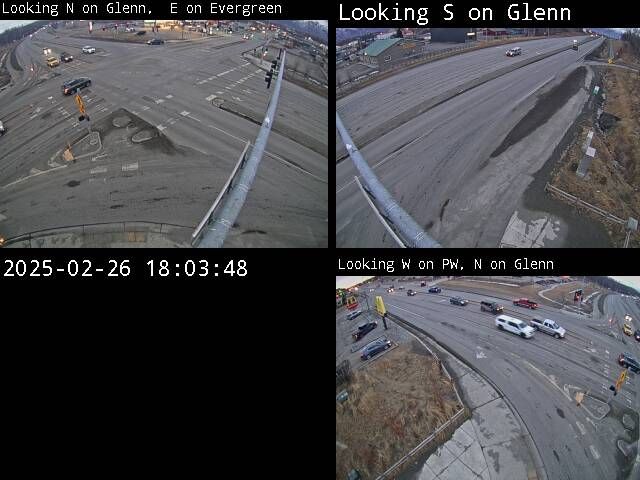 Looking N on Glenn,  E on Evergreen
Looking S on Glenn
2025-02-26 18:03:48
Looking W on PW, N on Glenn